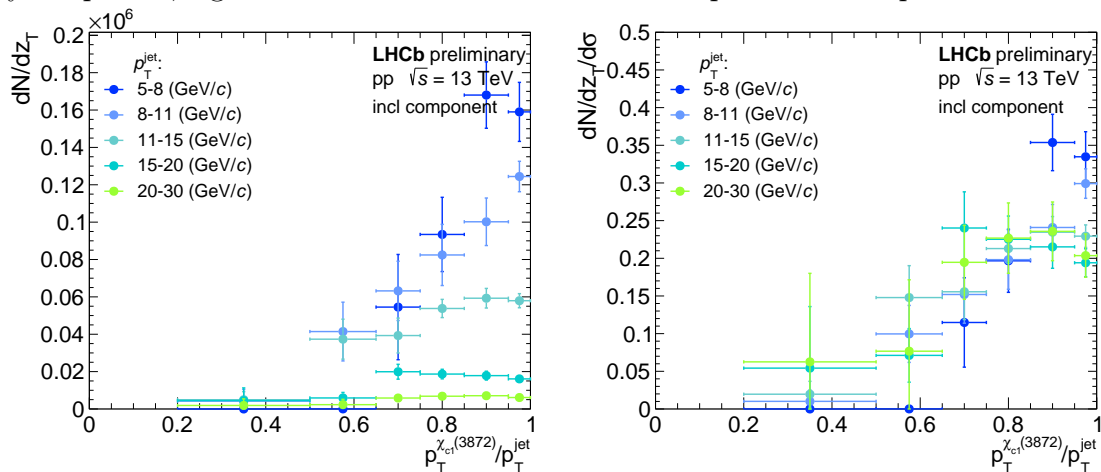 ×10⁶
dN/dz_T
0.2
0.18
0.16
0.14
0.12
0.1
0.08
0.06
0.04
0.02
0
p_T^jet:
5-8 (GeV/c)
8-11 (GeV/c)
11-15 (GeV/c)
15-20 (GeV/c)
20-30 (GeV/c)
LHCb preliminary
pp √s = 13 TeV
incl component
0 0.2 0.4 0.6 0.8 1
p_T^χc1(3872)/p_T^jet
dN/dz_T/dσ
0.5
0.45
0.4
0.35
0.3
0.25
0.2
0.15
0.1
0.05
0
p_T^jet:
5-8 (GeV/c)
8-11 (GeV/c)
11-15 (GeV/c)
15-20 (GeV/c)
20-30 (GeV/c)
LHCb preliminary
pp √s = 13 TeV
incl component
0 0.2 0.4 0.6 0.8 1
p_T^χc1(3872)/p_T^jet